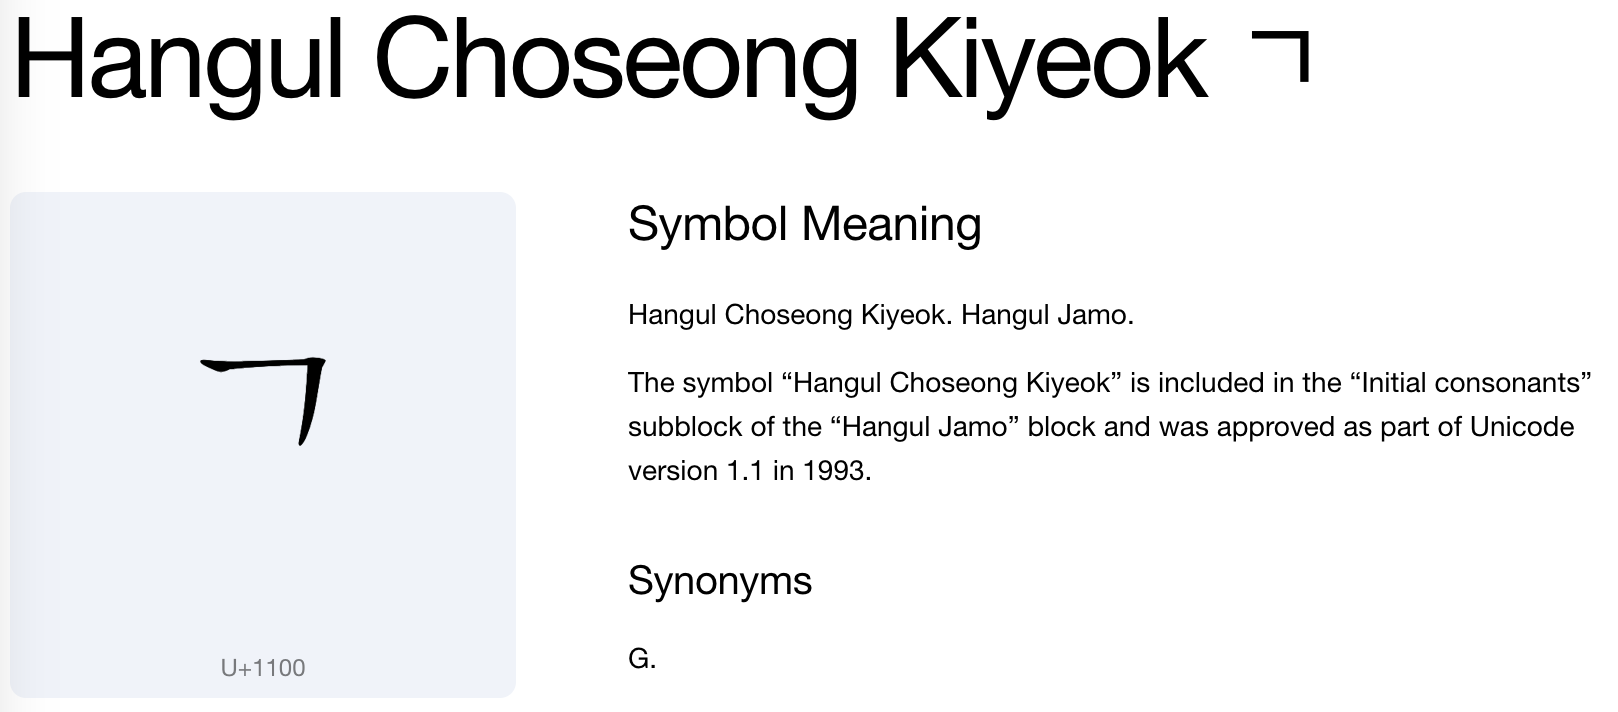 Hangul Choseong Kiyeok ᄀ
ᄀ
U+1100
Symbol Meaning
Hangul Choseong Kiyeok. Hangul Jamo.
The symbol “Hangul Choseong Kiyeok” is included in the “Initial consonants”
subblock of the “Hangul Jamo” block and was approved as part of Unicode
version 1.1 in 1993.
Synonyms
G.